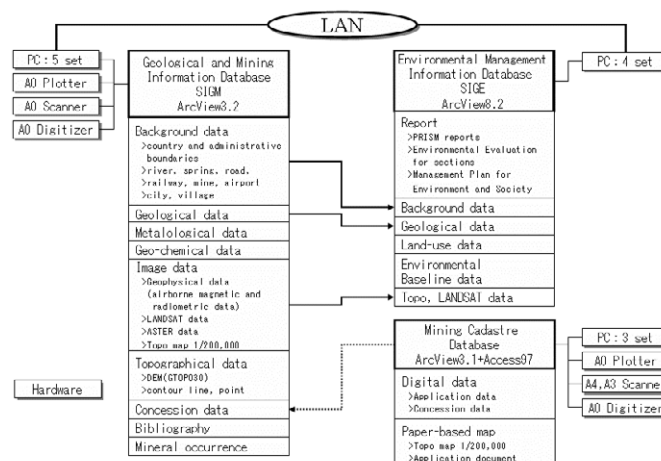 LAN
PC:5 set
A0 Plotter
A0 Scanner
A0 Digitizer
Geological and Mining
Information Database
SIGM
ArcView3.2
Background data
>country and administrative
boundaries
>river, spring, road,
>railway, mine, airport
>city, village
Geological data
Metalological data
Geo-chemical data
Image data
>Geophysical data
(airborne magnetic and
radiometric data)
>LANDSAT data
>ASTER data
>Topo map 1/200,000
Topographical data
>DEM(GTOPO30)
>contour line, point
Concession data
Bibliography
Mineral occurrence
Hardware
Environmental Management
Information Database
SIGE
ArcView8.2
Report
>PRISM reports
>Environmental Evaluation
for sections
>Management Plan for
Environment and Society
Background data
Geological data
Land-use data
Environmental
Baseline data
Topo, LANDSAT data
PC:4 set
Mining Cadastre
Database
ArcView3.1+Access97
Digital data
>Application data
>Concession data
Paper-based map
>Topo map 1/200,000
>Application document
PC:3 set
A0 Plotter
A4,A3 Scanner
A0 Digitizer